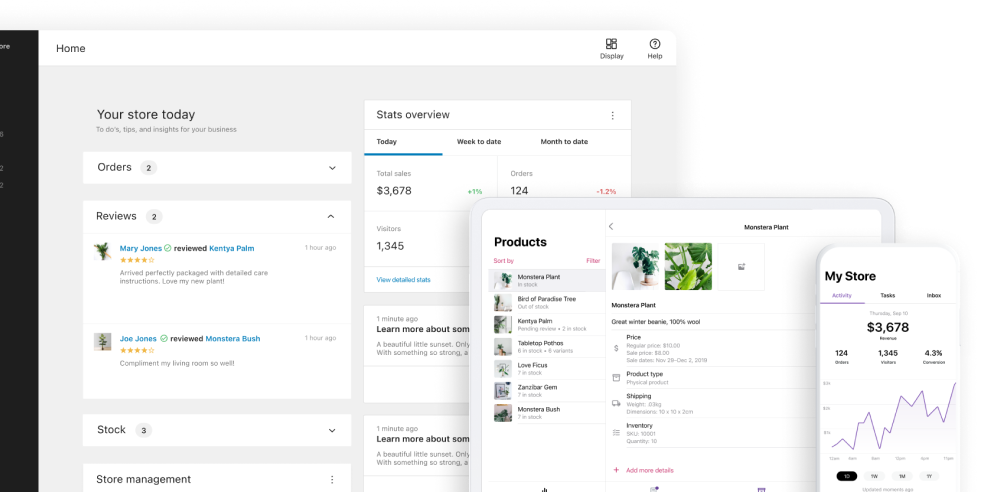 ore
Home
Display
Help
Your store today
To do's, tips, and insights for your business
Orders 2
Reviews 2
Mary Jones reviewed Kentya Palm
1 hour ago
Arrived perfectly packaged with detailed care
instructions. Love my new plant!
Joe Jones reviewed Monstera Bush
1 hour ago
Compliment my living room so well!
Stock 3
Store management
Stats overview
Today Week to date Month to date
Total sales
$3,678 +1%
Orders
124 -1.2%
Visitors
1,345
View detailed stats
1 minute ago
Learn more about som
A beautiful little sunset. Only
With something so strong, a
1 minute ago
Learn more about som
A beautiful little sunset. Only
With something so strong, a
Products
Sort by Filter
Monstera Plant
In stock
Bird of Paradise Tree
Out of stock
Kentya Palm
Pending review • 2 in stock
Tabletop Pothos
6 in stock • 6 variants
Love Ficus
7 in stock
Zanzibar Gem
7 in stock
Monstera Bush
7 in stock
Monstera Plant
Monstera Plant
Great winter beanie, 100% wool
Price
Regular price: $10.00
Sale price: $8.00
Sale dates: Nov 29-Dec 2, 2019
Product type
Physical product
Shipping
Weight: .03kg
Dimensions: 10 x 10 x 2cm
Inventory
SKU: 10001
Quantity: 10
+ Add more details
My Store
Activity Tasks Inbox
Thursday, Sep 10
$3,678
Revenue
124 1,345 4.3%
Orders Visitors Conversion
1D 1W 1M 1Y
Updated moments ago